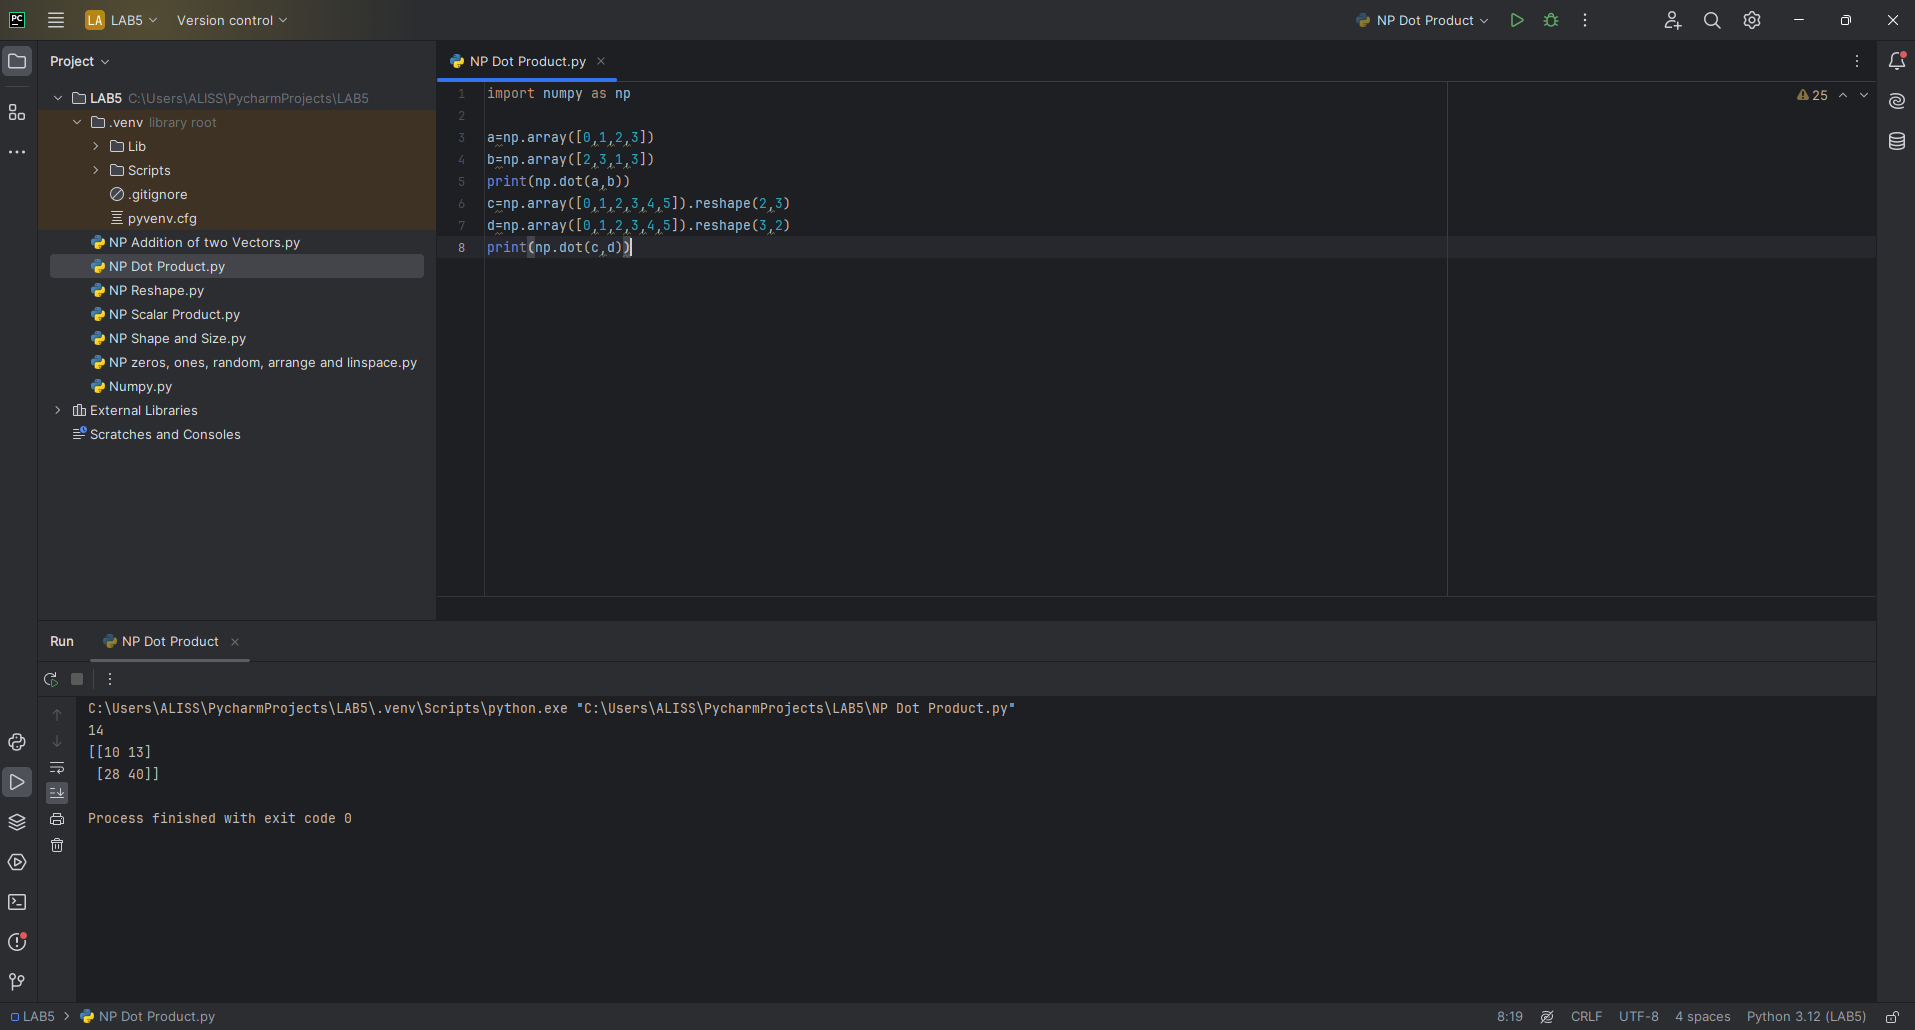 LA LAB5 Version control NP Dot Product
Project
NP Dot Product.py
LAB5 C:\Users\ALISS\PycharmProjects\LAB5
.venv library root
Lib
Scripts
.gitignore
pyvenv.cfg
NP Addition of two Vectors.py
NP Dot Product.py
NP Reshape.py
NP Scalar Product.py
NP Shape and Size.py
NP zeros, ones, random, arrange and linspace.py
Numpy.py
External Libraries
Scratches and Consoles
25
1 import numpy as np
2
3 a=np.array([0,1,2,3])
4 b=np.array([2,3,1,3])
5 print(np.dot(a,b))
6 c=np.array([0,1,2,3,4,5]).reshape(2,3)
7 d=np.array([0,1,2,3,4,5]).reshape(3,2)
8 print(np.dot(c,d))
Run NP Dot Product
C:\Users\ALISS\PycharmProjects\LAB5\.venv\Scripts\python.exe "C:\Users\ALISS\PycharmProjects\LAB5\NP Dot Product.py"
14
[[10 13]
 [28 40]]
Process finished with exit code 0
LAB5 > NP Dot Product.py 8:19 CRLF UTF-8 4 spaces Python 3.12 (LAB5)